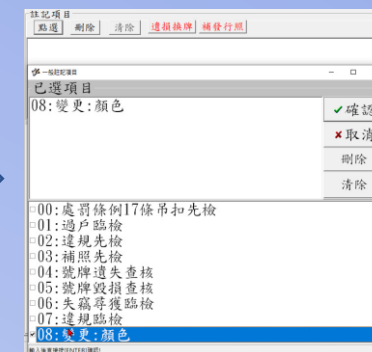 註記項目
點選 刪除 清除 遺損換牌 補發行照
一般註記項目
已選項目
08:變更:顏色
確認
取消
刪除
清除
00:處罰條例17條吊扣先檢
01:過戶臨檢
02:違規先檢
03:補照先檢
04:號牌遺失查核
05:號牌毀損查核
06:失竊尋獲臨檢
07:違規臨檢
08:變更:顏色